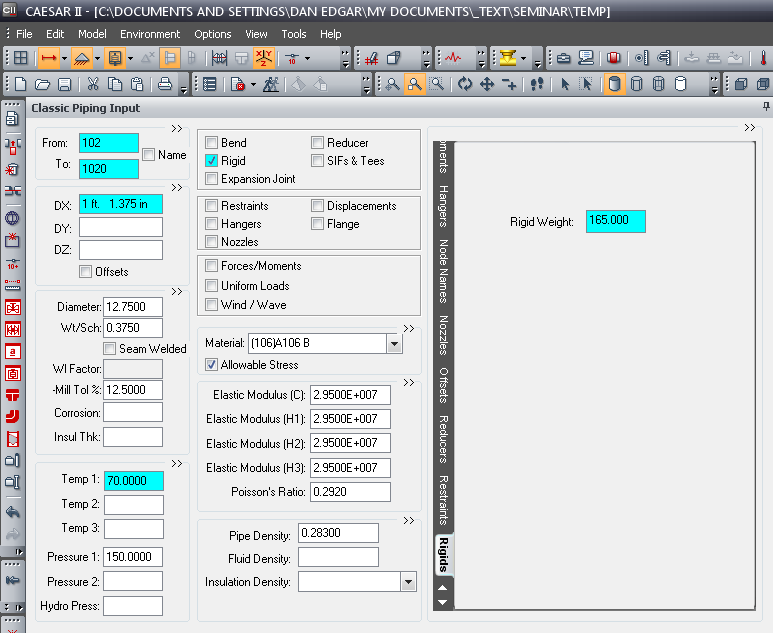 CAESAR II - [C:\DOCUMENTS AND SETTINGS\DAN EDGAR\MY DOCUMENTS\_TEXT\SEMINAR\TEMP]
File Edit Model Environment Options View Tools Help
Classic Piping Input
From: 102
To: 1020
Name
DX: 1 ft. 1.375 in
DY:
DZ:
Offsets
Diameter: 12.7500
Wt/Sch: 0.3750
Seam Welded
Wl Factor:
-Mill Tol %: 12.5000
Corrosion:
Insul Thk:
Temp 1: 70.0000
Temp 2:
Temp 3:
Pressure 1: 150.0000
Pressure 2:
Hydro Press:
Bend Reducer
Rigid SIFs & Tees
Expansion Joint
Restraints Displacements
Hangers Flange
Nozzles
Forces/Moments
Uniform Loads
Wind / Wave
Material: (106)A106 B
Allowable Stress
Elastic Modulus (C): 2.9500E+007
Elastic Modulus (H1): 2.9500E+007
Elastic Modulus (H2): 2.9500E+007
Elastic Modulus (H3): 2.9500E+007
Poisson's Ratio: 0.2920
Pipe Density: 0.28300
Fluid Density:
Insulation Density:
ments
Hangers
Node Names
Nozzles
Offsets
Reducers
Restraints
Rigids
Rigid Weight: 165.000